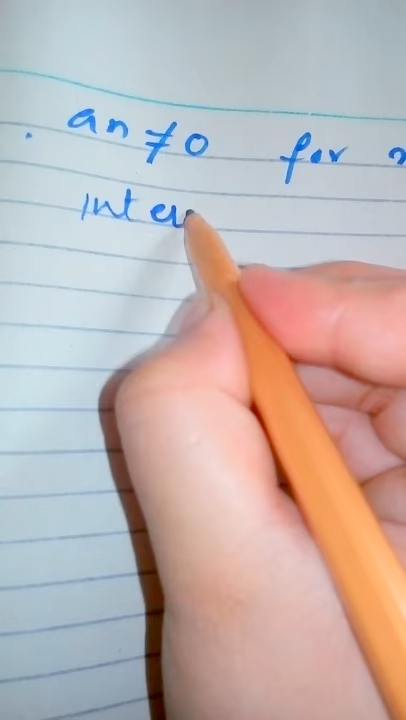 . an ≠ 0 for
inter